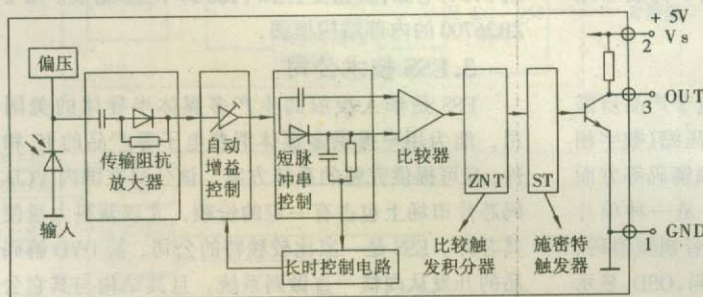 + 5V
Vs
2
偏压
OUT
3
传输阻抗
放大器
自动
增益
控制
短脉
冲串
控制
比较器
ZNT
ST
输入
比较触
发积分器
施密特
触发器
GND
长时控制电路